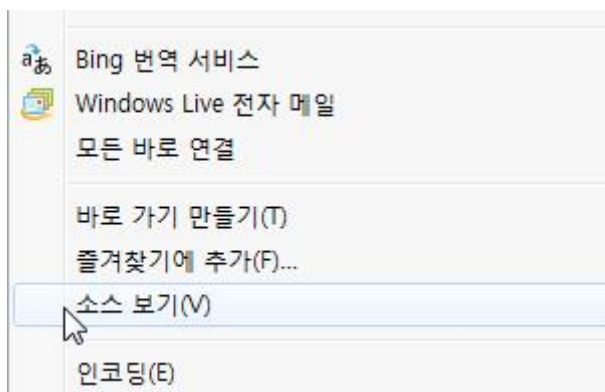 Bing 번역 서비스
Windows Live 전자 메일
모든 바로 연결
바로 가기 만들기(T)
즐겨찾기에 추가(F)...
소스 보기(V)
인코딩(E)